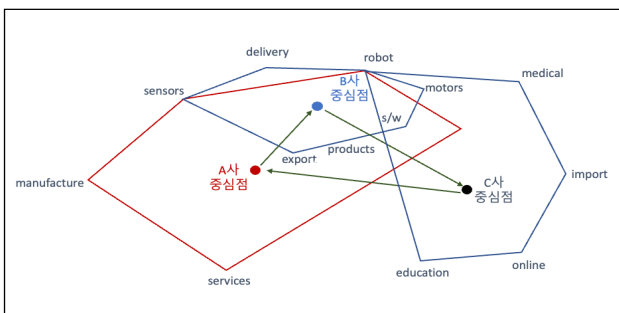 delivery
robot
sensors
B사
중심점
motors
medical
s/w
products
export
A사
중심점
manufacture
C사
중심점
import
services
education
online